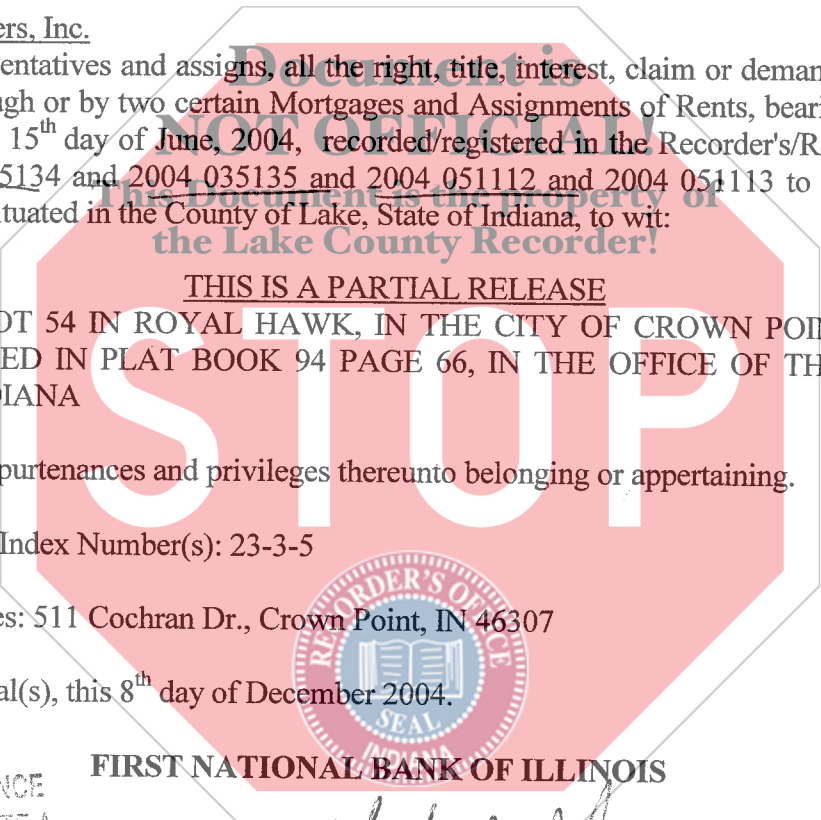 ers, Inc.
entatives and assigns, all the right, title, interest, claim or deman
Document is
ugh or by two certain Mortgages and Assignments of Rents, beari
15th day of June, 2004, recorded/registered in the Recorder's/R
NOT OFFICIAL!
5134 and 2004 035135 and 2004 051112 and 2004 051113 to
This Document is the property of
ituated in the County of Lake, State of Indiana, to wit:
the Lake County Recorder!
THIS IS A PARTIAL RELEASE
OT 54 IN ROYAL HAWK, IN THE CITY OF CROWN POIN
ED IN PLAT BOOK 94 PAGE 66, IN THE OFFICE OF TH
DIANA
STOP
purtenances and privileges thereunto belonging or appertaining.
Index Number(s): 23-3-5
RECORDER'S OFFICE
es: 511 Cochran Dr., Crown Point, IN 46307
al(s), this 8th day of December 2004.
SEAL
INDIANA
FIRST NATIONAL BANK OF ILLINOIS
NCE